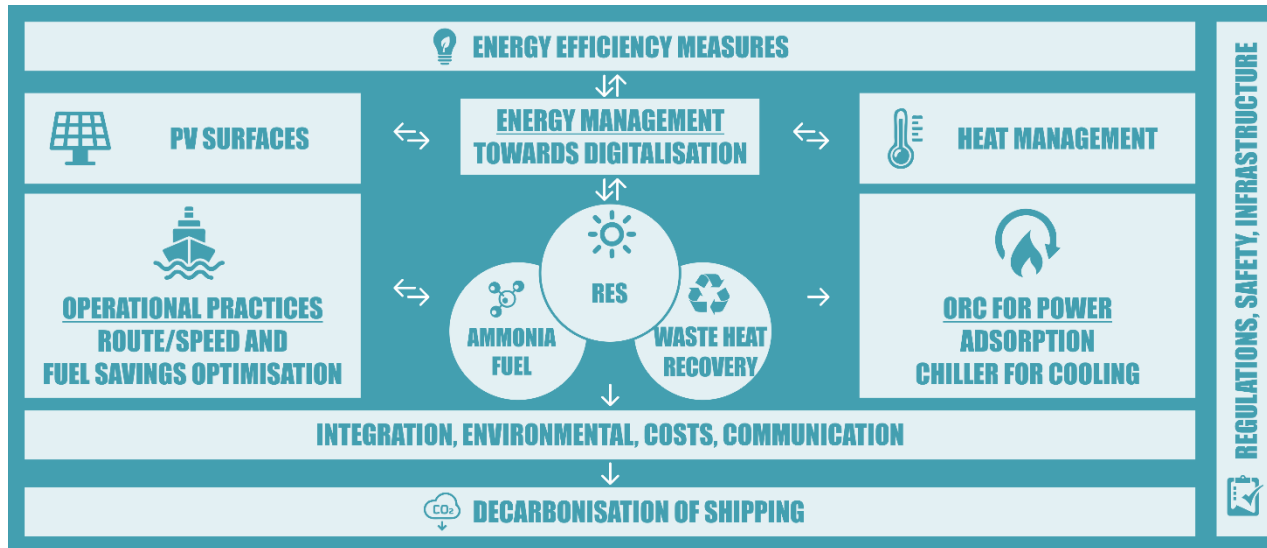 ENERGY EFFICIENCY MEASURES
PV SURFACES
ENERGY MANAGEMENT
TOWARDS DIGITALISATION
HEAT MANAGEMENT
OPERATIONAL PRACTICES
ROUTE/SPEED AND
FUEL SAVINGS OPTIMISATION
RES
AMMONIA
FUEL
WASTE HEAT
RECOVERY
ORC FOR POWER
ADSORPTION
CHILLER FOR COOLING
INTEGRATION, ENVIRONMENTAL, COSTS, COMMUNICATION
CO₂
DECARBONISATION OF SHIPPING
REGULATIONS, SAFETY, INFRASTRUCTURE